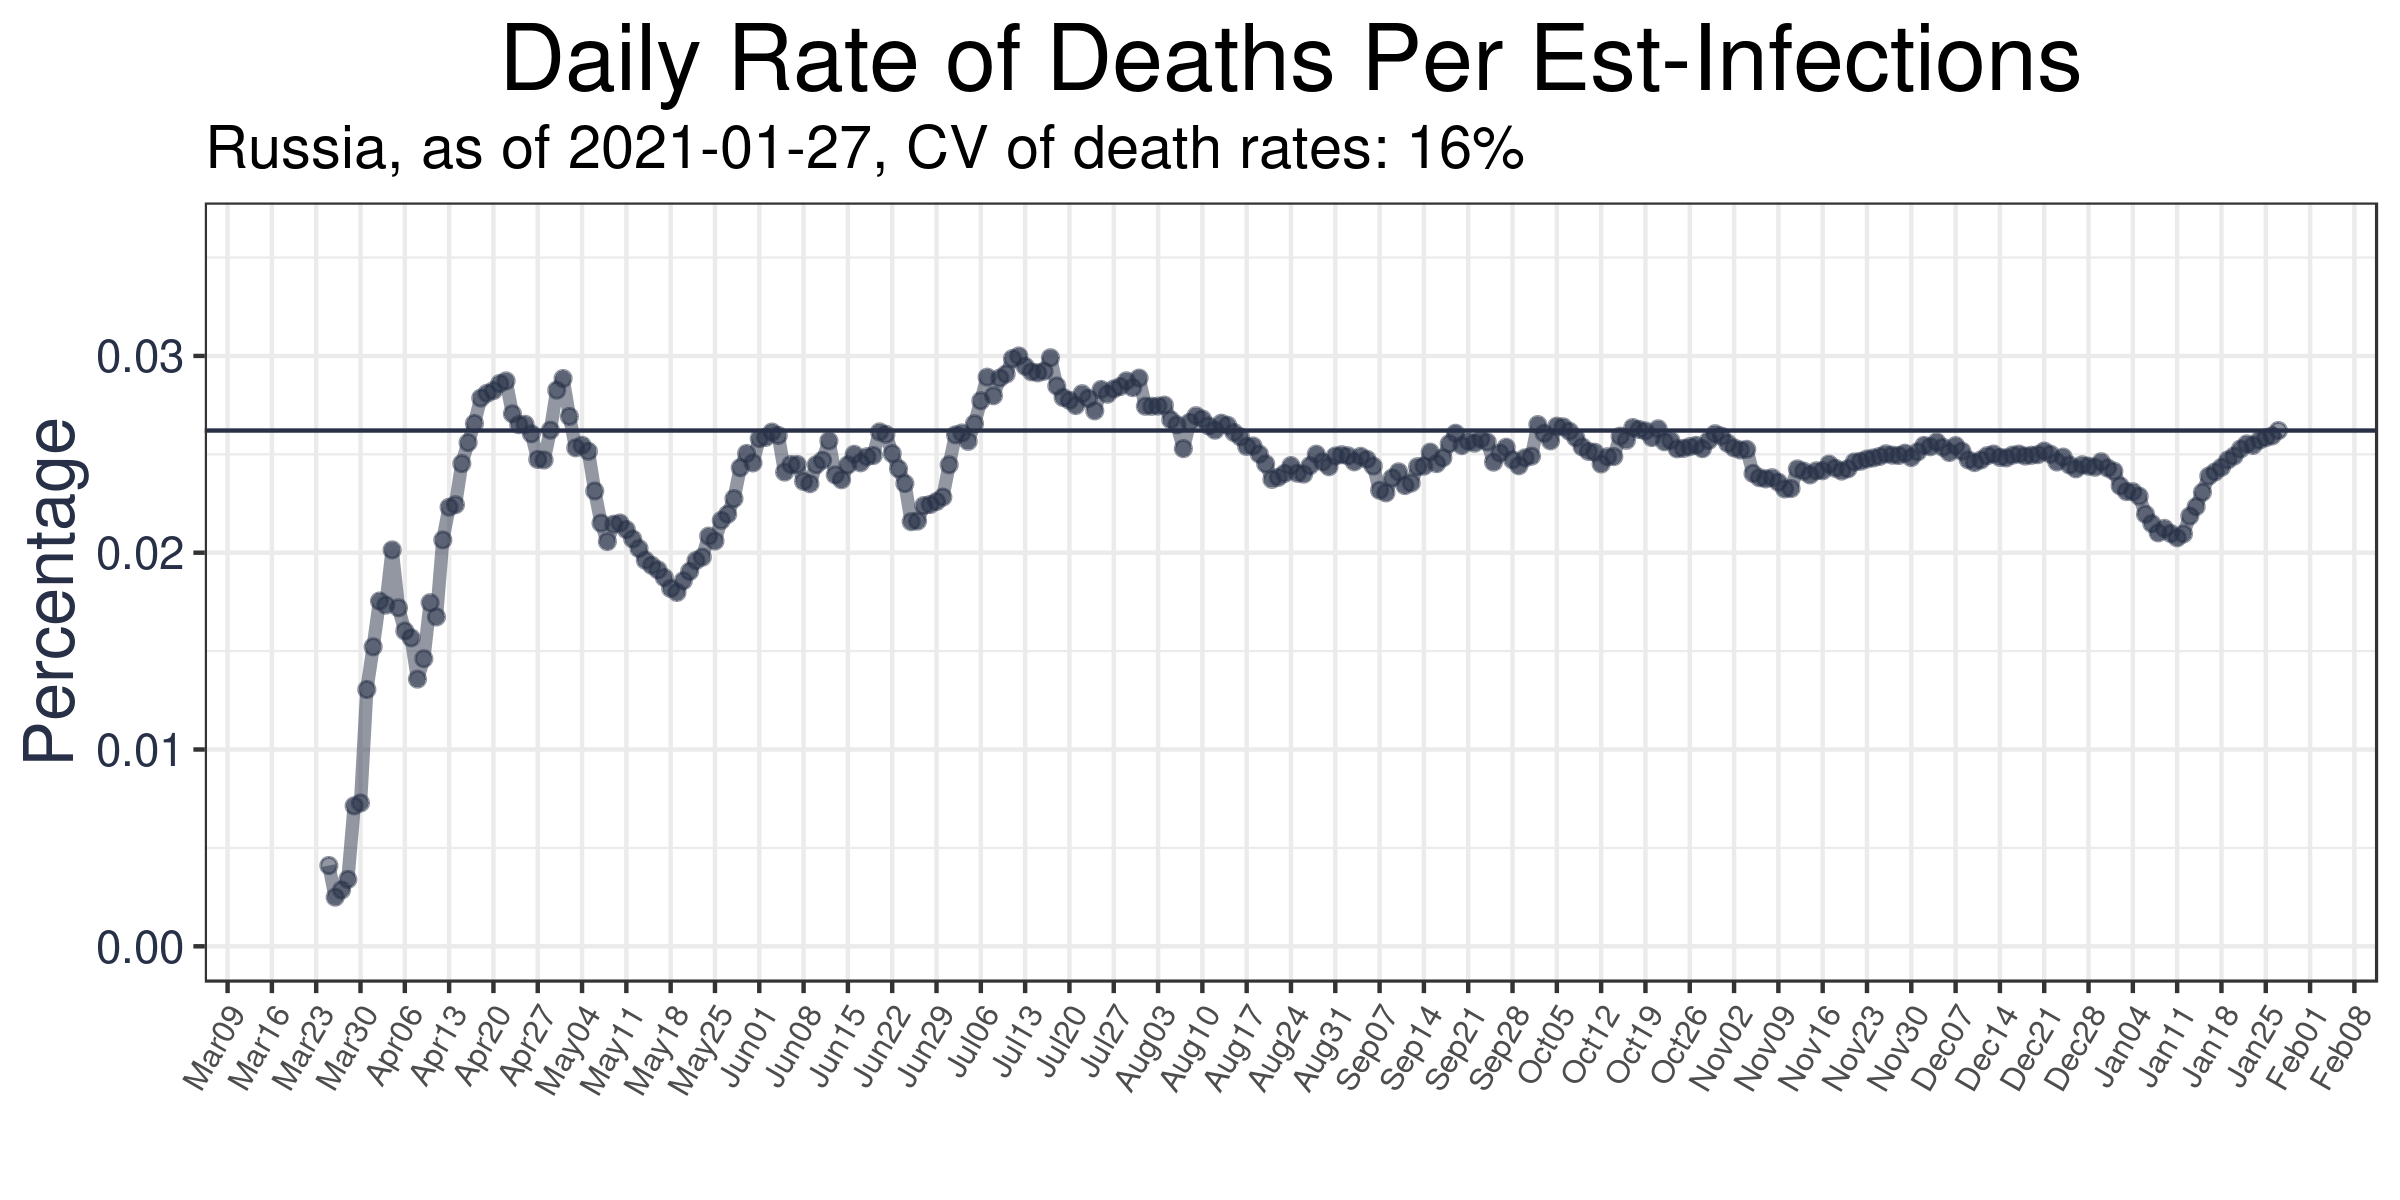 Daily Rate of Deaths Per Est-Infections
Russia, as of 2021-01-27, CV of death rates: 16%
Percentage
0.03
0.02
0.01
0.00
Mar09 Mar16 Mar23 Mar30 Apr06 Apr13 Apr20 Apr27 May04 May11 May18 May25 Jun01 Jun08 Jun15 Jun22 Jun29 Jul06 Jul13 Jul20 Jul27 Aug03 Aug10 Aug17 Aug24 Aug31 Sep07 Sep14 Sep21 Sep28 Oct05 Oct12 Oct19 Oct26 Nov02 Nov09 Nov16 Nov23 Nov30 Dec07 Dec14 Dec21 Dec28 Jan04 Jan11 Jan18 Jan25 Feb01 Feb08